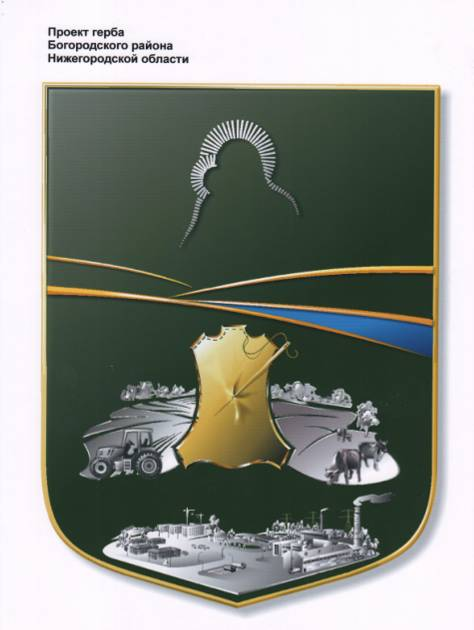 Проект герба
Богородского района
Нижегородской области